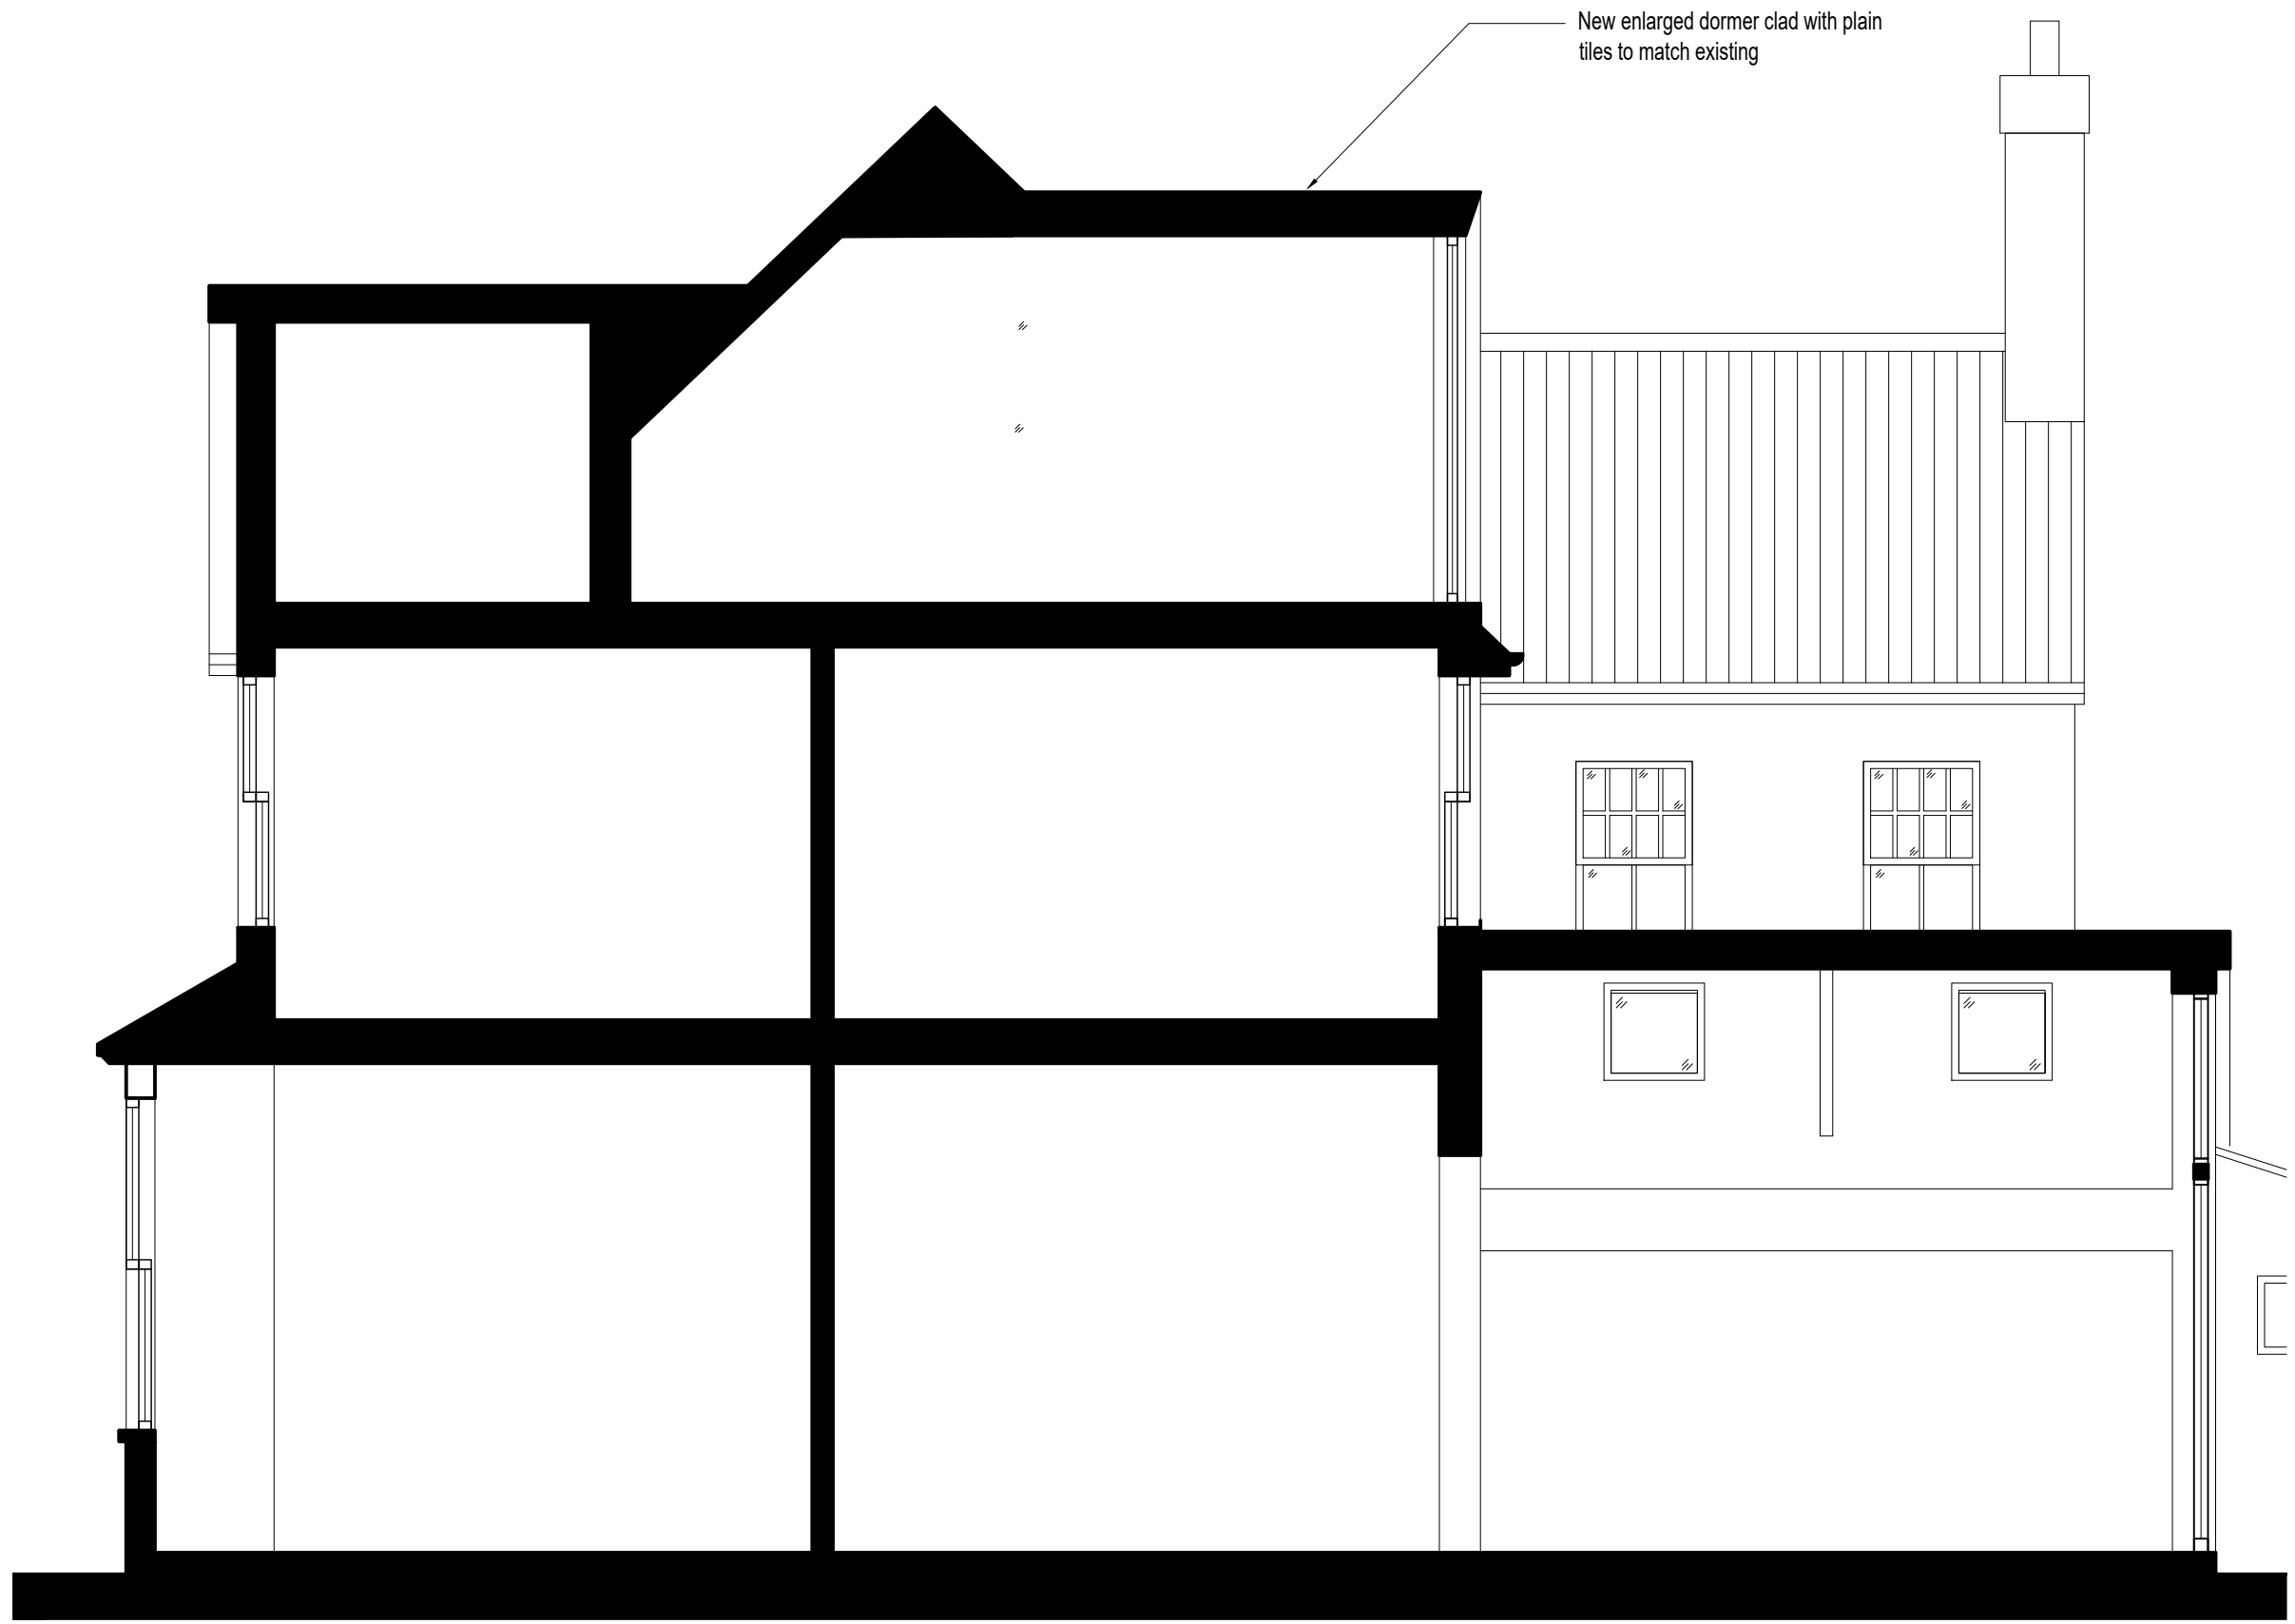 New enlarged dormer clad with plain
tiles to match existing